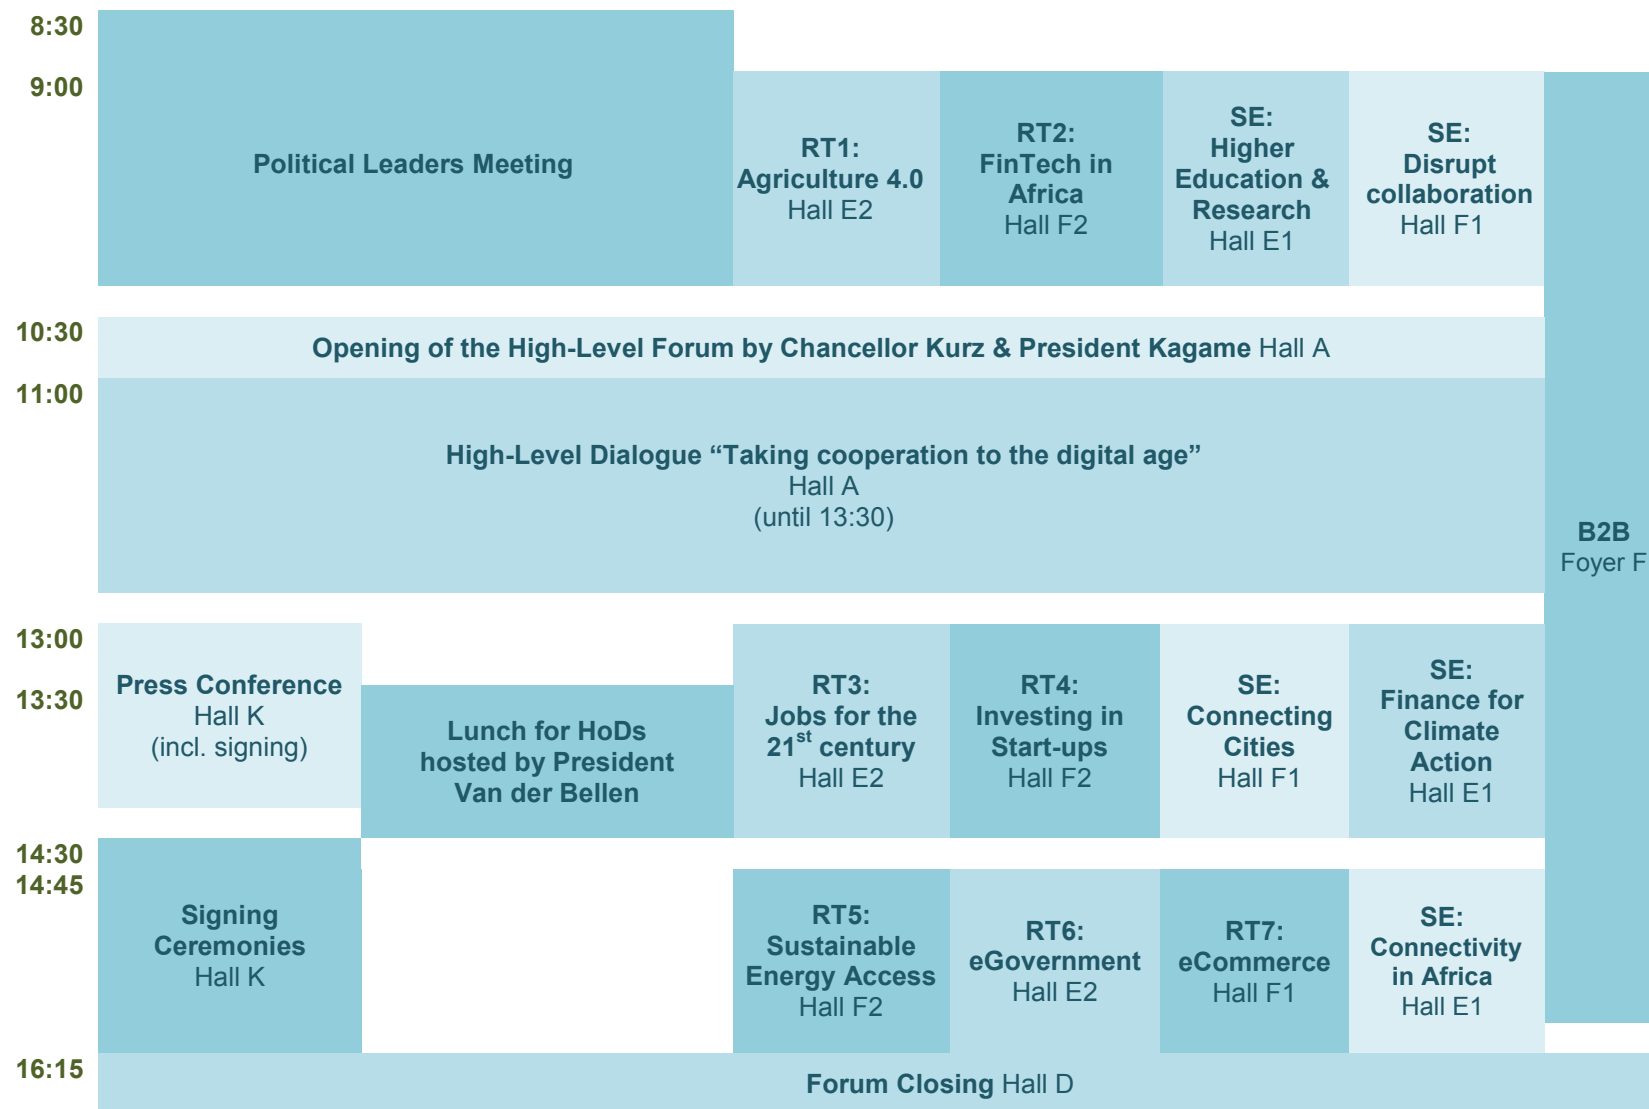 8:30
9:00
Political Leaders Meeting
RT1:
Agriculture 4.0
Hall E2
RT2:
FinTech in
Africa
Hall F2
SE:
Higher
Education &
Research
Hall E1
SE:
Disrupt
collaboration
Hall F1
10:30
Opening of the High-Level Forum by Chancellor Kurz & President Kagame Hall A
11:00
High-Level Dialogue “Taking cooperation to the digital age”
Hall A
(until 13:30)
B2B
Foyer F
13:00
13:30
Press Conference
Hall K
(incl. signing)
Lunch for HoDs
hosted by President
Van der Bellen
RT3:
Jobs for the
21st century
Hall E2
RT4:
Investing in
Start-ups
Hall F2
SE:
Connecting
Cities
Hall F1
SE:
Finance for
Climate
Action
Hall E1
14:30
14:45
Signing
Ceremonies
Hall K
RT5:
Sustainable
Energy Access
Hall F2
RT6:
eGovernment
Hall E2
RT7:
eCommerce
Hall F1
SE:
Connectivity
in Africa
Hall E1
16:15
Forum Closing Hall D